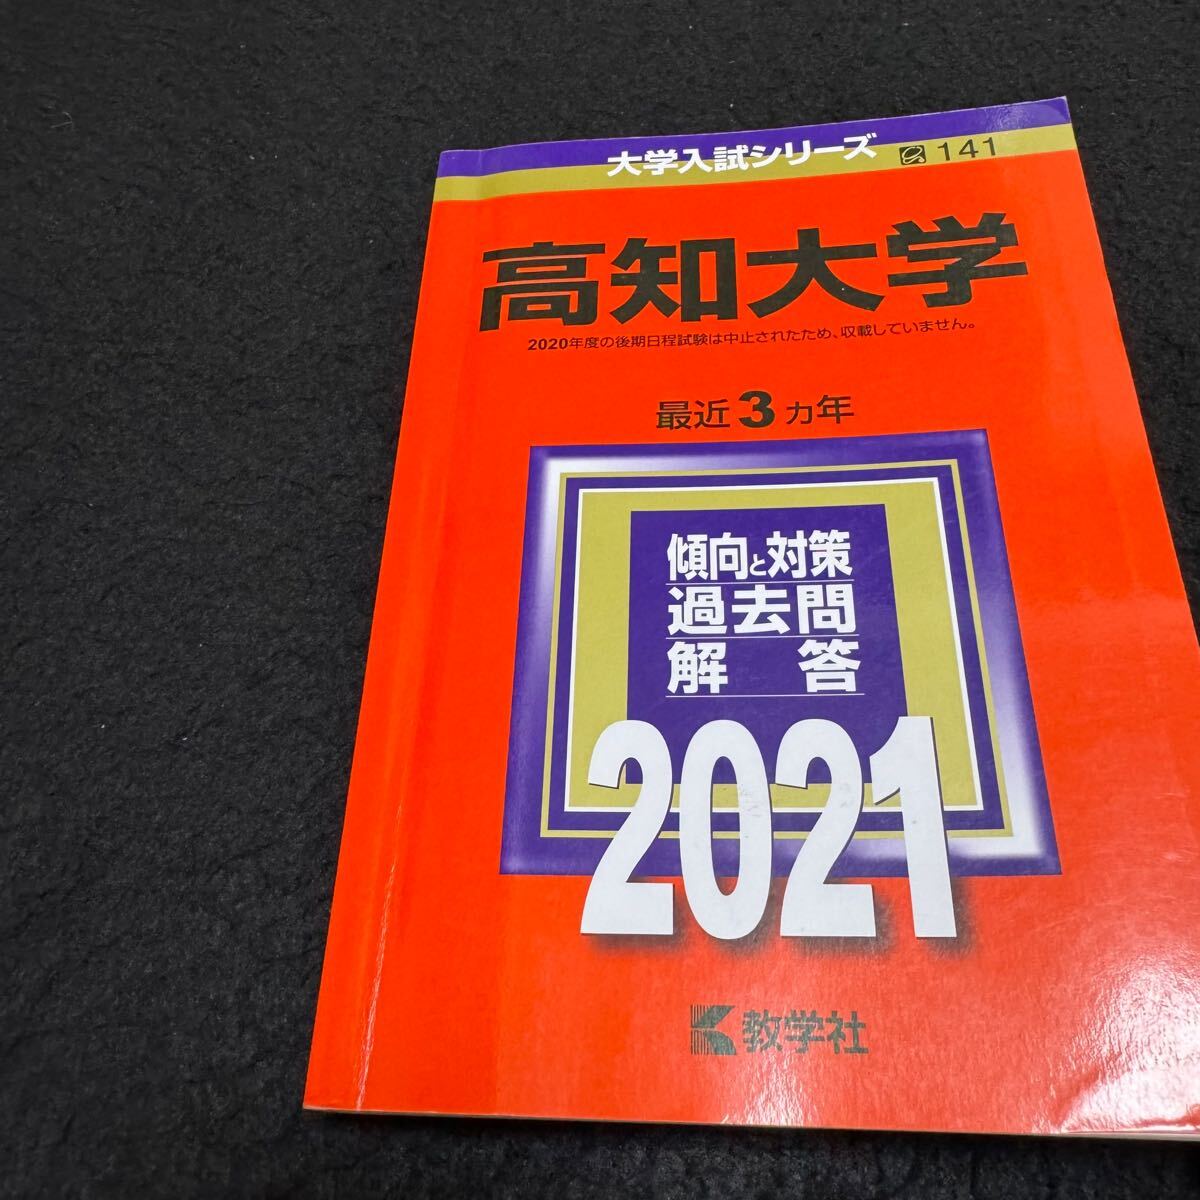 大学入試シリーズ 141
高知大学
2020年度の後期日程試験は中止されたため、収載していません。
最近3ヵ年
傾向と対策
過去問
解答
2021
教学社